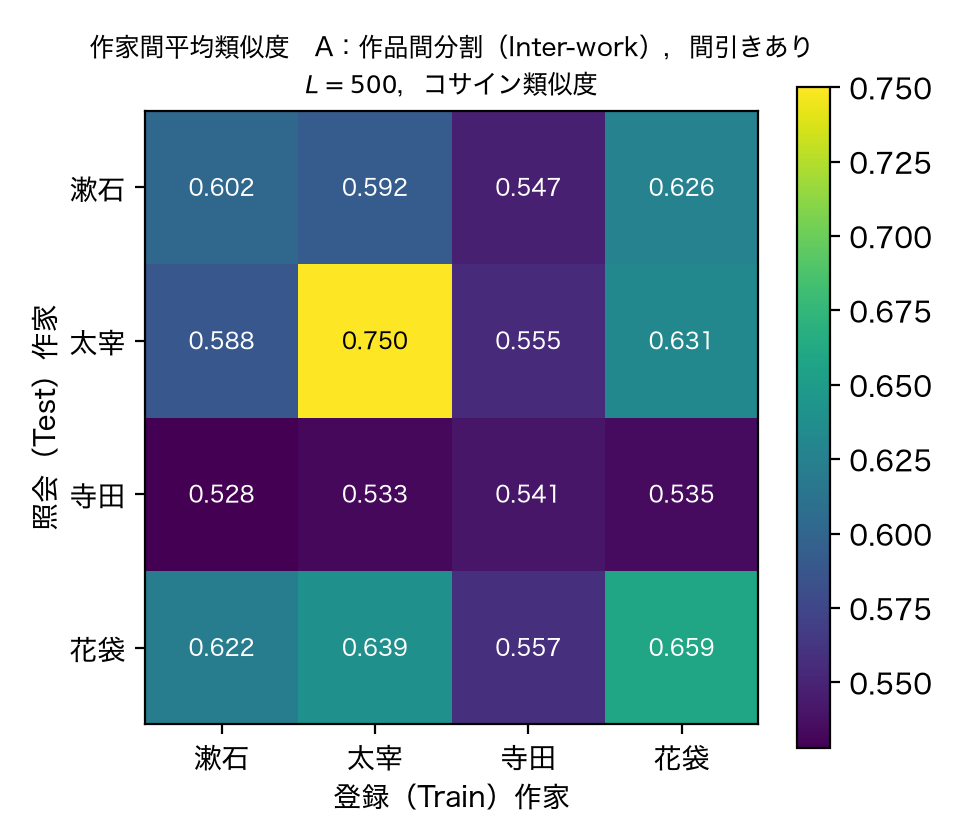 作家間平均類似度　A：作品間分割（Inter-work），間引きあり
L = 500，コサイン類似度
照会（Test）作家
漱石 0.602 0.592 0.547 0.626
太宰 0.588 0.750 0.555 0.631
寺田 0.528 0.533 0.541 0.535
花袋 0.622 0.639 0.557 0.659
漱石 太宰 寺田 花袋
登録（Train）作家
0.750
0.725
0.700
0.675
0.650
0.625
0.600
0.575
0.550